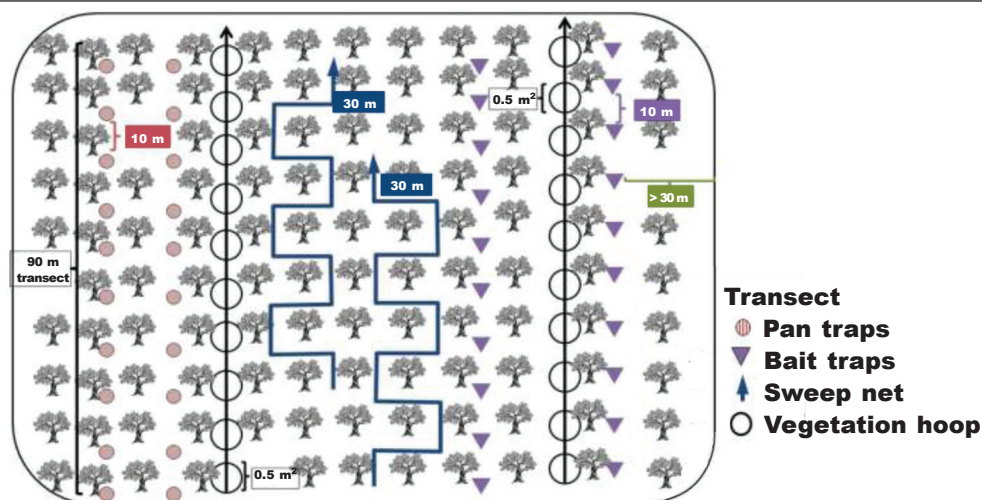 30 m
0.5 m²
10 m
10 m
30 m
> 30 m
90 m
transect
0.5 m²
Transect
Pan traps
Bait traps
Sweep net
Vegetation hoop